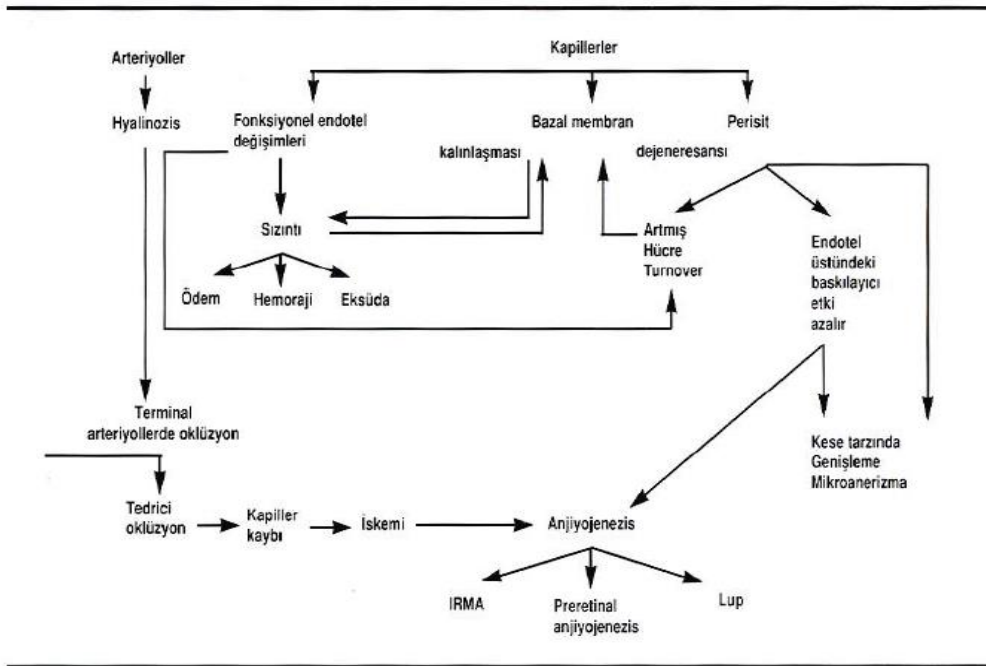 Kapillerler
Arteriyoller
Hyalinozis
Fonksiyonel endotel
değişimleri
Bazal membran
kalınlaşması
Perisit
dejeneresansı
Sızıntı
Ödem
Hemoraji
Eksüda
Artmış
Hücre
Turnover
Endotel
üstündeki
baskılayıcı
etki
azalır
Terminal
arteriyollerde oklüzyon
Kese tarzında
Genişleme
Mikroanerizma
Tedrici
oklüzyon
Kapiller
kaybı
İskemi
Anjiyojenezis
IRMA
Preretinal
anjiyojenezis
Lup